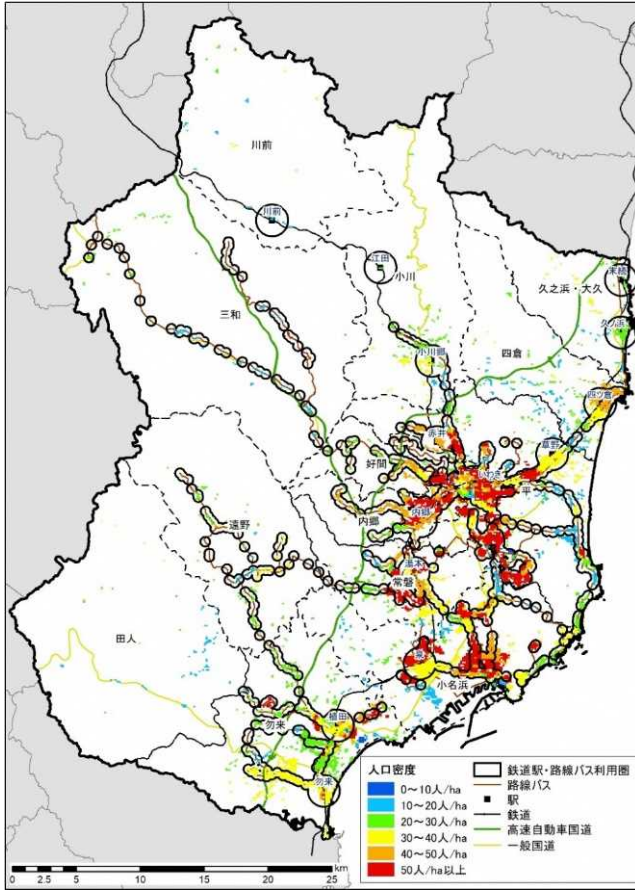 川前
川前
江田
小川
末続
久之浜・大久
久ノ浜
三和
四倉
小川郷
四ツ倉
赤井
草野
好間
いわき
平
内郷
内郷
遠野
湯本
常磐
田人
泉
小名浜
植田
勿来
勿来
人口密度
0～10人/ha
10～20人/ha
20～30人/ha
30～40人/ha
40～50人/ha
50人/ha以上
鉄道駅・路線バス利用圏
路線バス
駅
鉄道
高速自動車国道
一般国道
0 2.5 5 10 15 20 25 km